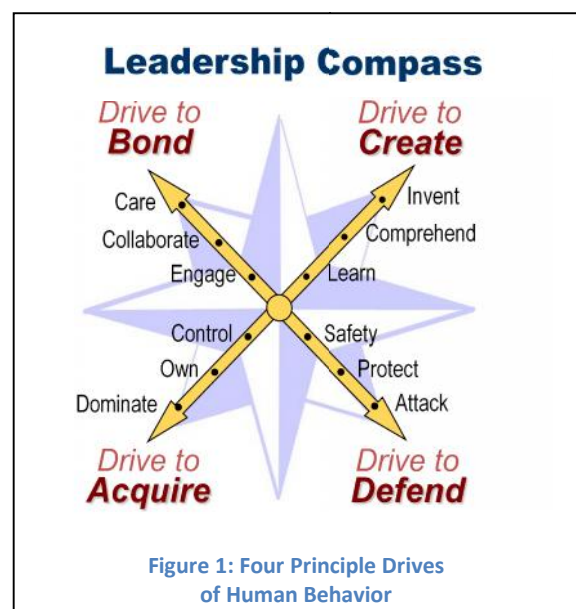 Leadership Compass
Drive to
Bond
Drive to
Create
Care
Invent
Collaborate
Comprehend
Engage
Learn
Control
Safety
Own
Protect
Dominate
Attack
Drive to
Acquire
Drive to
Defend
Figure 1: Four Principle Drives
of Human Behavior